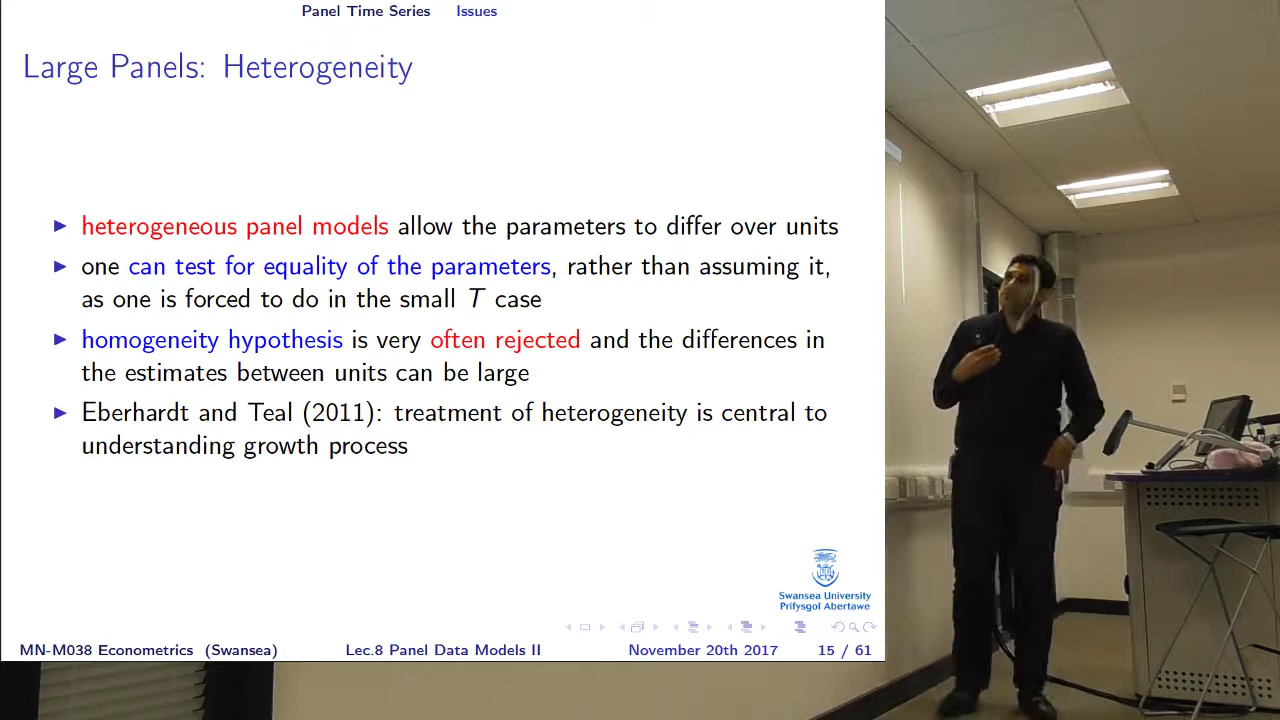 Panel Time Series Issues
Large Panels: Heterogeneity
heterogeneous panel models allow the parameters to differ over units
one can test for equality of the parameters, rather than assuming it,
as one is forced to do in the small T case
homogeneity hypothesis is very often rejected and the differences in
the estimates between units can be large
Eberhardt and Teal (2011): treatment of heterogeneity is central to
understanding growth process
Swansea University
Prifysgol Abertawe
MN-M038 Econometrics (Swansea) Lec.8 Panel Data Models II November 20th 2017 15 / 61